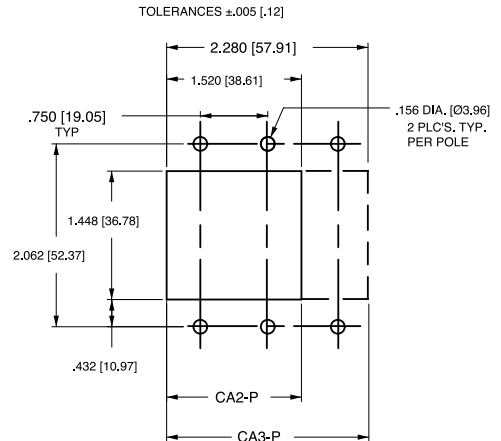 TOLERANCES ±.005 [.12]
2.280 [57.91]
1.520 [38.61]
.750 [19.05]
TYP
.156 DIA. [Ø3.96]
2 PLC'S. TYP.
PER POLE
1.448 [36.78]
2.062 [52.37]
.432 [10.97]
CA2-P
CA3-P